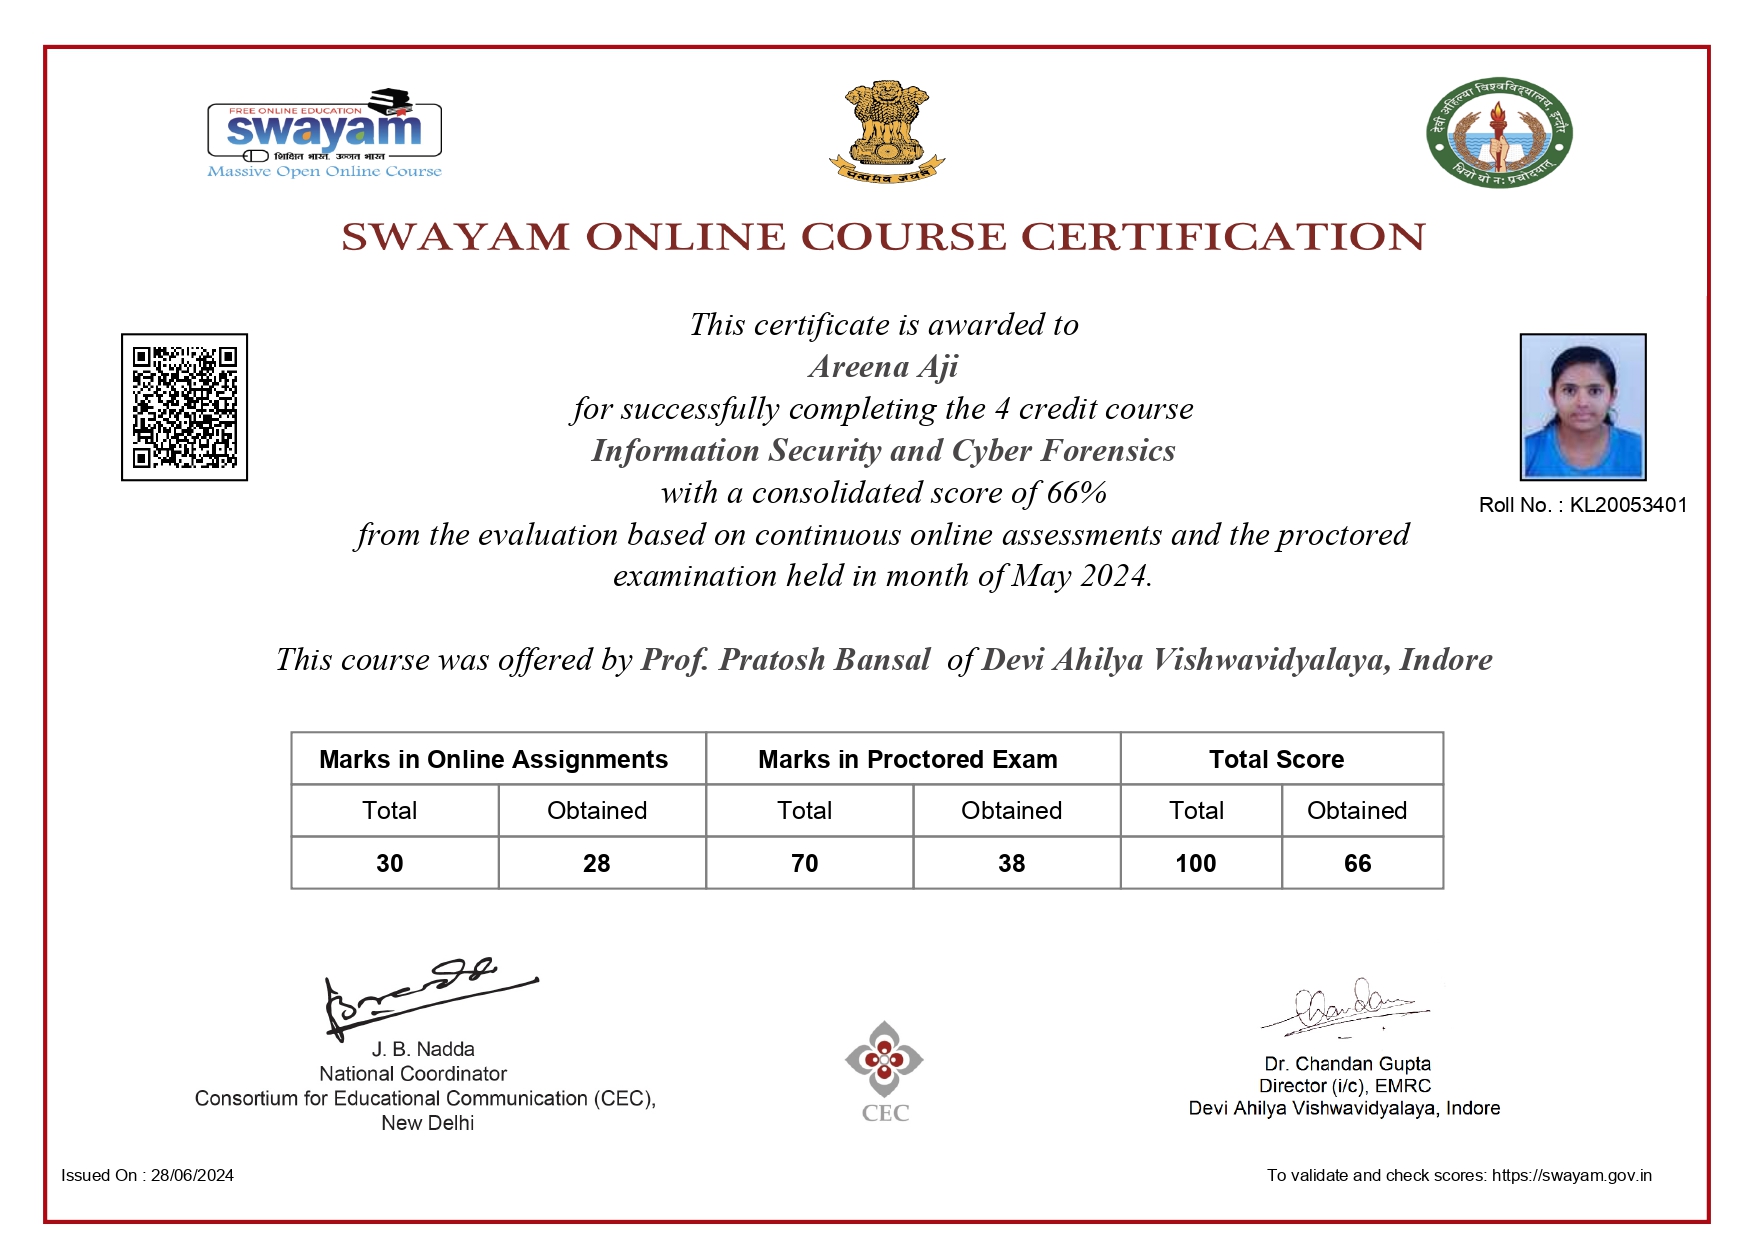 FREE ONLINE EDUCATION
swayam
शिक्षित भारत, उन्नत भारत
Massive Open Online Course
सत्यमेव जयते
देवी अहिल्या विश्वविद्यालय, इन्दौर
धियो यो नः प्रचोदयात्
SWAYAM ONLINE COURSE CERTIFICATION
This certificate is awarded to
Areena Aji
for successfully completing the 4 credit course
Information Security and Cyber Forensics
with a consolidated score of 66%
from the evaluation based on continuous online assessments and the proctored
examination held in month of May 2024.
Roll No. : KL20053401
This course was offered by Prof. Pratosh Bansal of Devi Ahilya Vishwavidyalaya, Indore
Marks in Online Assignments Marks in Proctored Exam Total Score
Total Obtained Total Obtained Total Obtained
30 28 70 38 100 66
J. B. Nadda
National Coordinator
Consortium for Educational Communication (CEC),
New Delhi
CEC
Dr. Chandan Gupta
Director (i/c), EMRC
Devi Ahilya Vishwavidyalaya, Indore
Issued On : 28/06/2024
To validate and check scores: https://swayam.gov.in